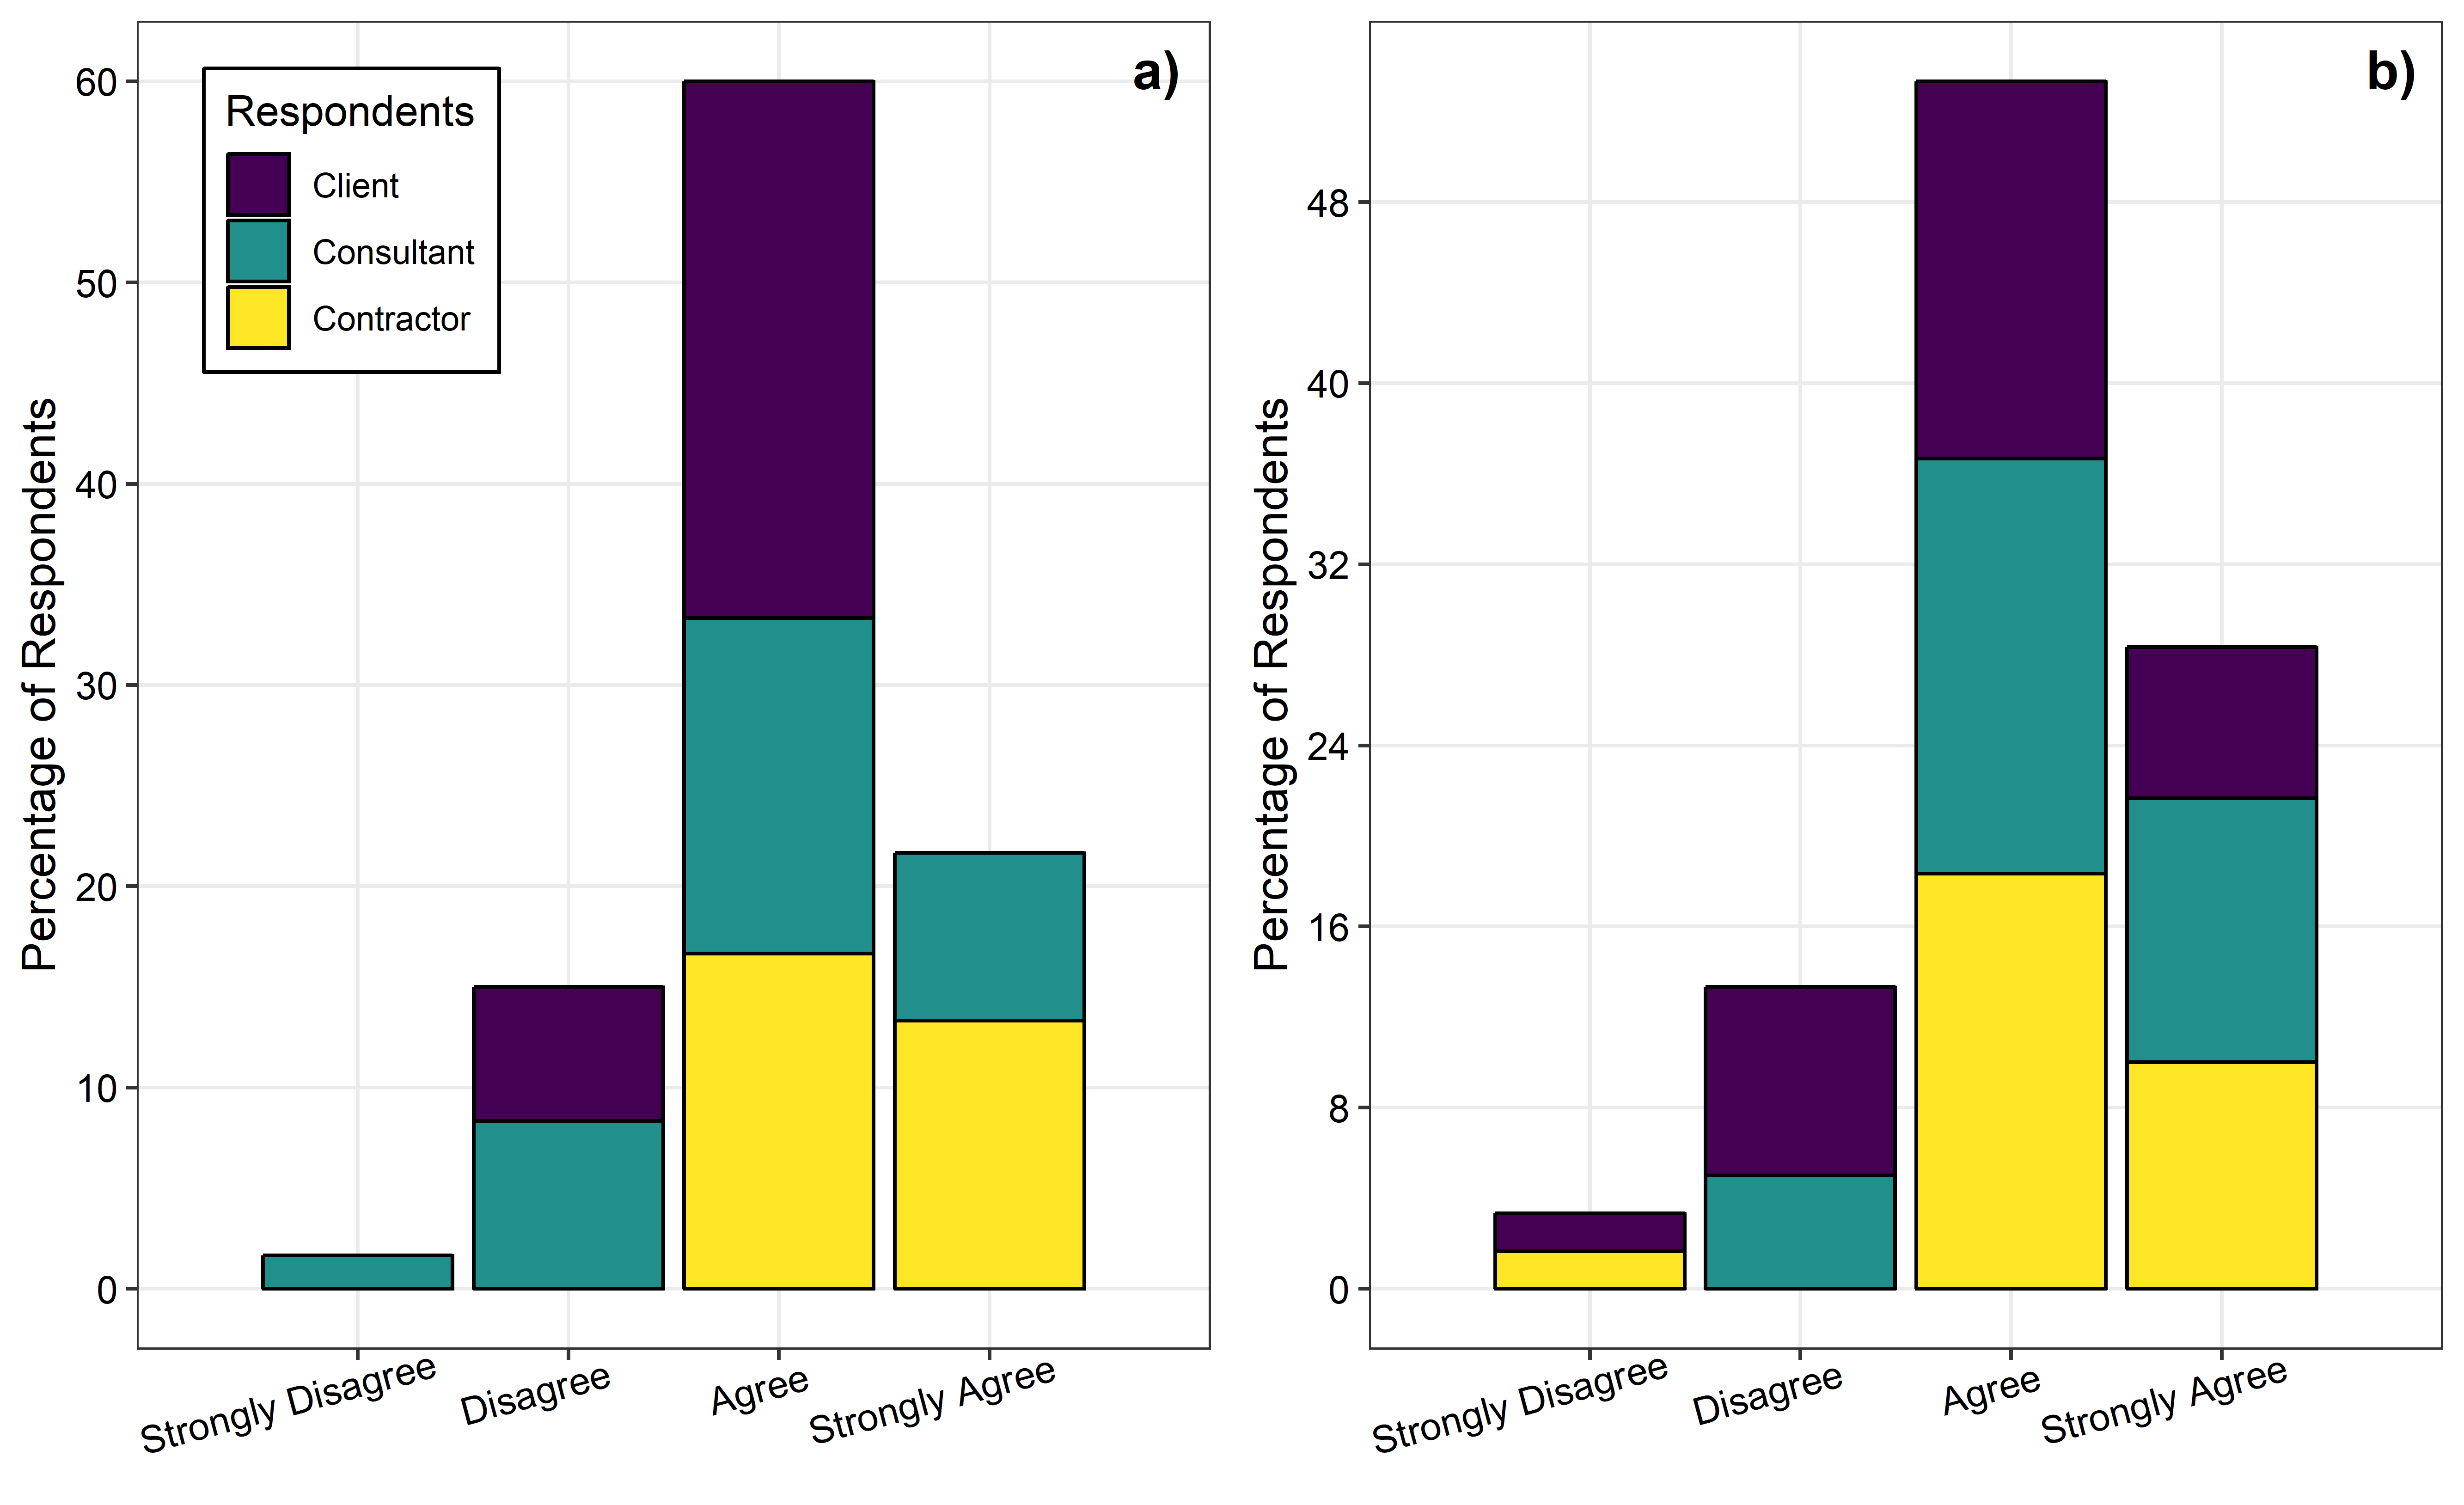 a)
Respondents
Client
Consultant
Contractor
Percentage of Respondents
60
50
40
30
20
10
0
Strongly Disagree
Disagree
Agree
Strongly Agree
b)
Percentage of Respondents
48
40
32
24
16
8
0
Strongly Disagree
Disagree
Agree
Strongly Agree